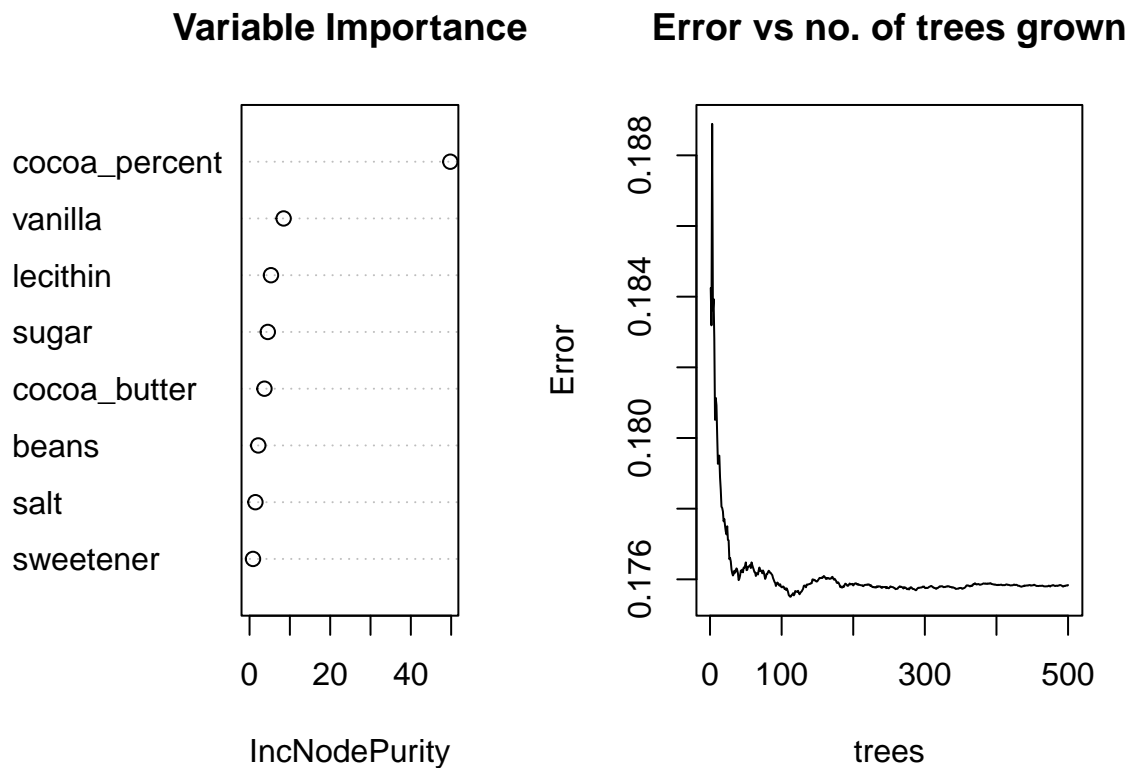 Variable Importance
cocoa_percent
vanilla
lecithin
sugar
cocoa_butter
beans
salt
sweetener
0 20 40
IncNodePurity
Error vs no. of trees grown
Error
0.188
0.184
0.180
0.176
0 100 300 500
trees